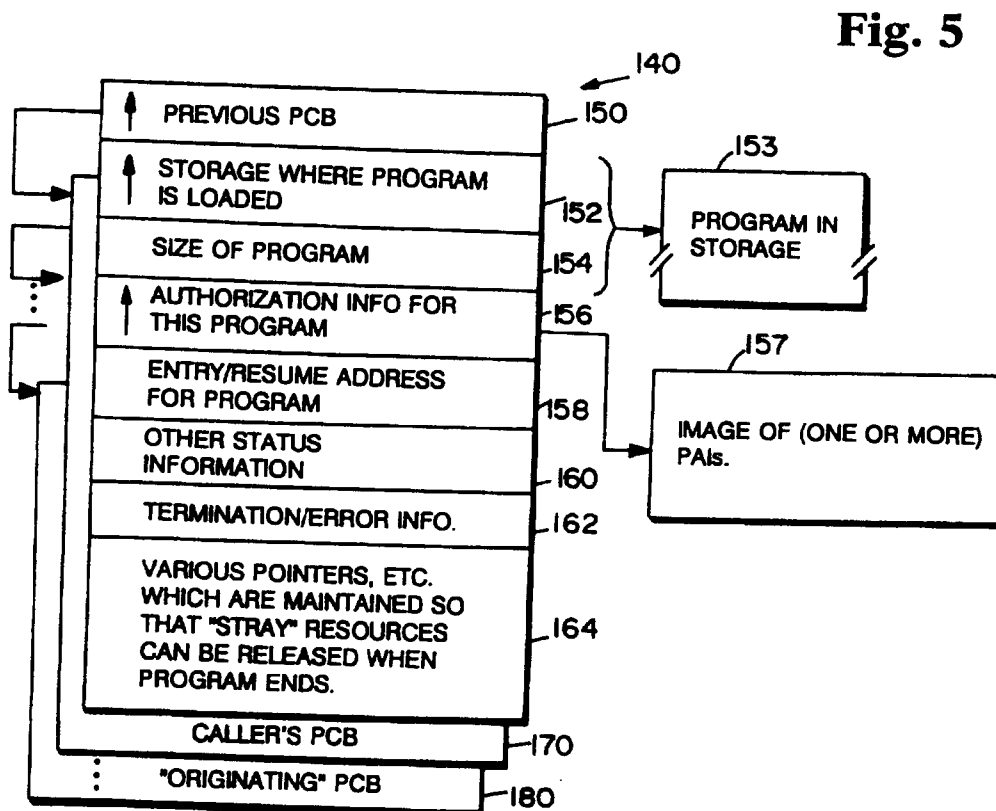 Fig. 5
140
PREVIOUS PCB
150
STORAGE WHERE PROGRAM
IS LOADED
152
153
PROGRAM IN
STORAGE
SIZE OF PROGRAM
154
AUTHORIZATION INFO FOR
THIS PROGRAM
156
157
IMAGE OF (ONE OR MORE)
PAIs.
ENTRY/RESUME ADDRESS
FOR PROGRAM
158
OTHER STATUS
INFORMATION
160
TERMINATION/ERROR INFO.
162
VARIOUS POINTERS, ETC.
WHICH ARE MAINTAINED SO
THAT "STRAY" RESOURCES
CAN BE RELEASED WHEN
PROGRAM ENDS.
164
CALLER'S PCB
170
"ORIGINATING" PCB
180